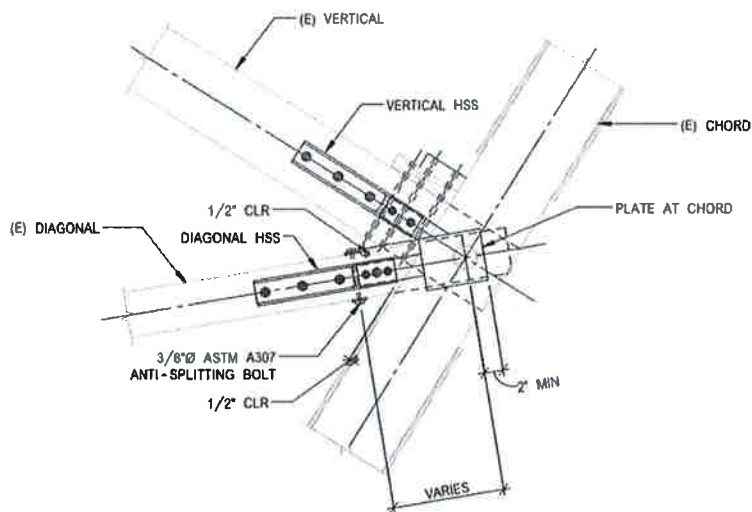 (E) VERTICAL
VERTICAL HSS
(E) CHORD
1/2" CLR
PLATE AT CHORD
(E) DIAGONAL
DIAGONAL HSS
3/8"Ø ASTM A307
ANTI-SPLITTING BOLT
1/2" CLR
2" MIN
VARIES